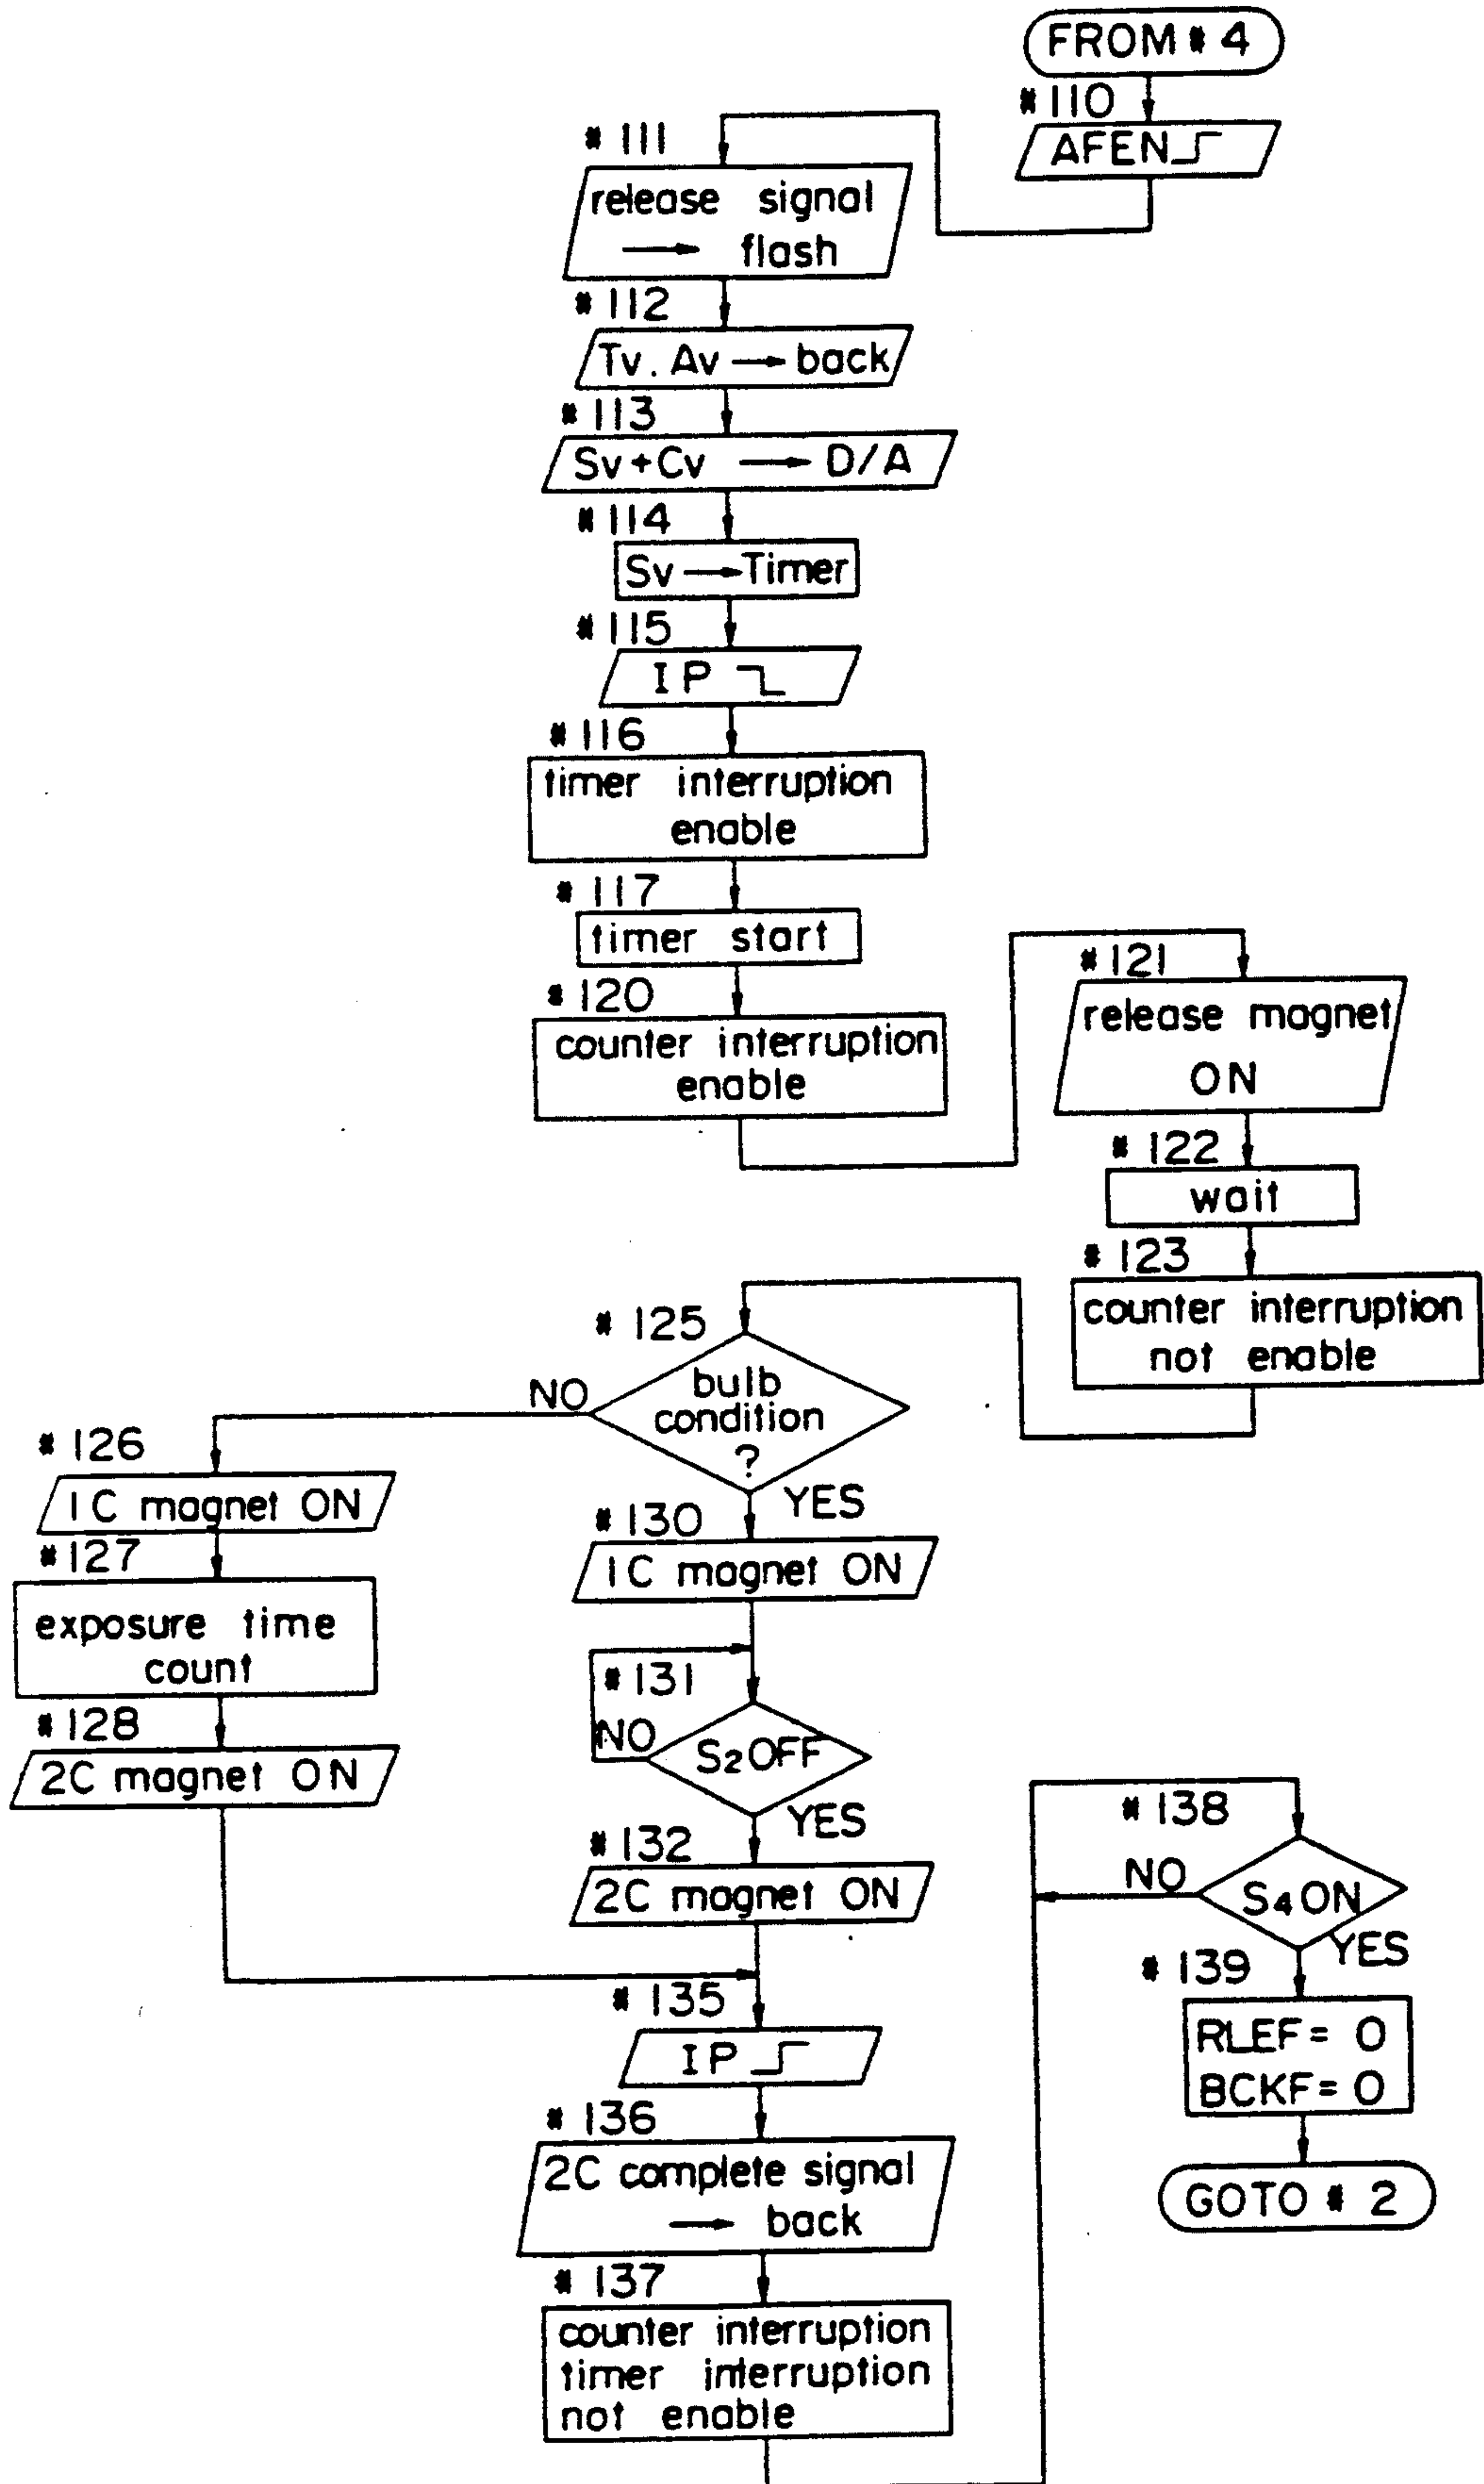 FROM # 4
# 110
AFEN
# 111
release signal
→ flash
# 112
Tv. Av → back
# 113
Sv+Cv → D/A
# 114
Sv → Timer
# 115
IP
# 116
timer interruption
enable
# 117
timer start
# 120
counter interruption
enable
# 121
release magnet
ON
# 122
wait
# 123
counter interruption
not enable
# 125
bulb
condition
?
NO
YES
# 126
1C magnet ON
# 127
exposure time
count
# 128
2C magnet ON
# 130
1C magnet ON
# 131
S2 OFF
NO
YES
# 132
2C magnet ON
# 135
IP
# 136
2C complete signal
→ back
# 137
counter interruption
timer interruption
not enable
# 138
S4 ON
NO
YES
# 139
RLEF= 0
BCKF= 0
GOTO # 2